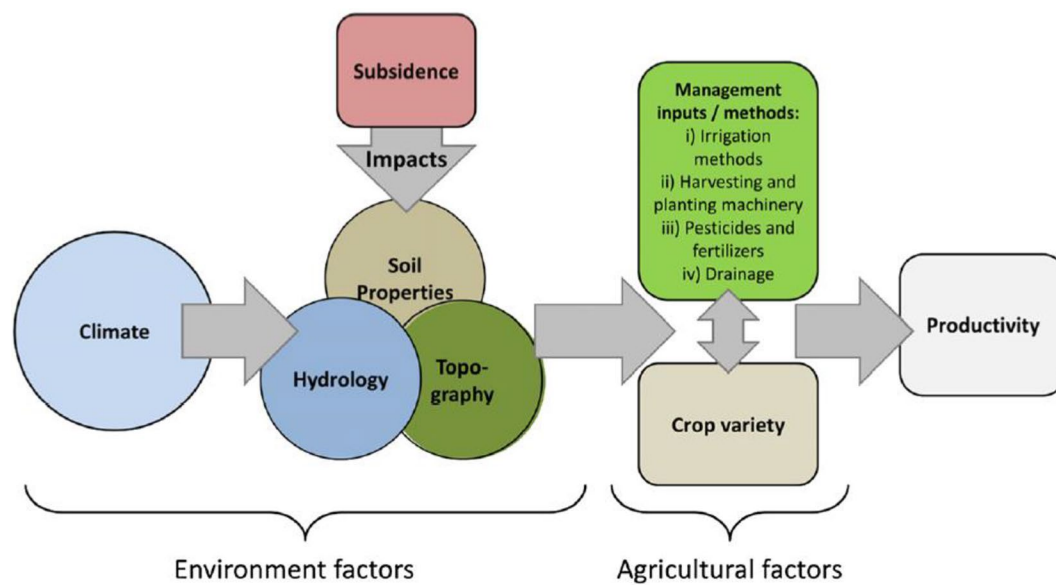 Subsidence
Impacts
Climate
Soil
Properties
Hydrology
Topo-
graphy
Management
inputs / methods:
i) Irrigation
methods
ii) Harvesting and
planting machinery
iii) Pesticides and
fertilizers
iv) Drainage
Crop variety
Productivity
Environment factors
Agricultural factors